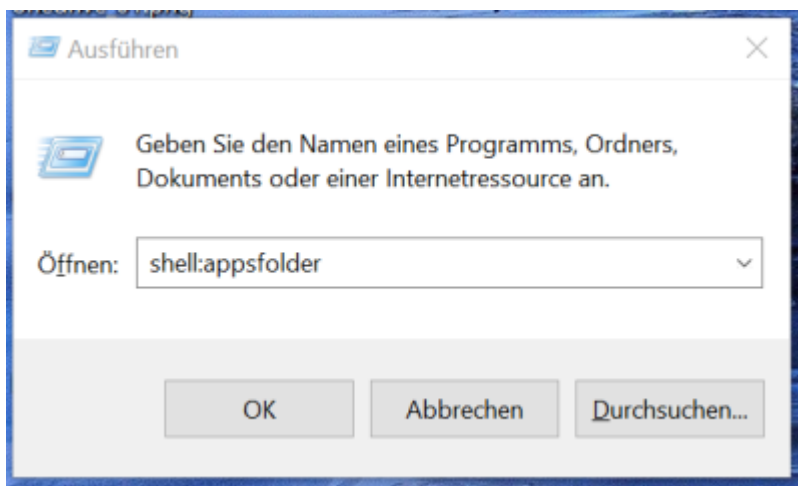 Ausführen
Geben Sie den Namen eines Programms, Ordners,
Dokuments oder einer Internetressource an.
Öffnen: shell:appsfolder
OK Abbrechen Durchsuchen...